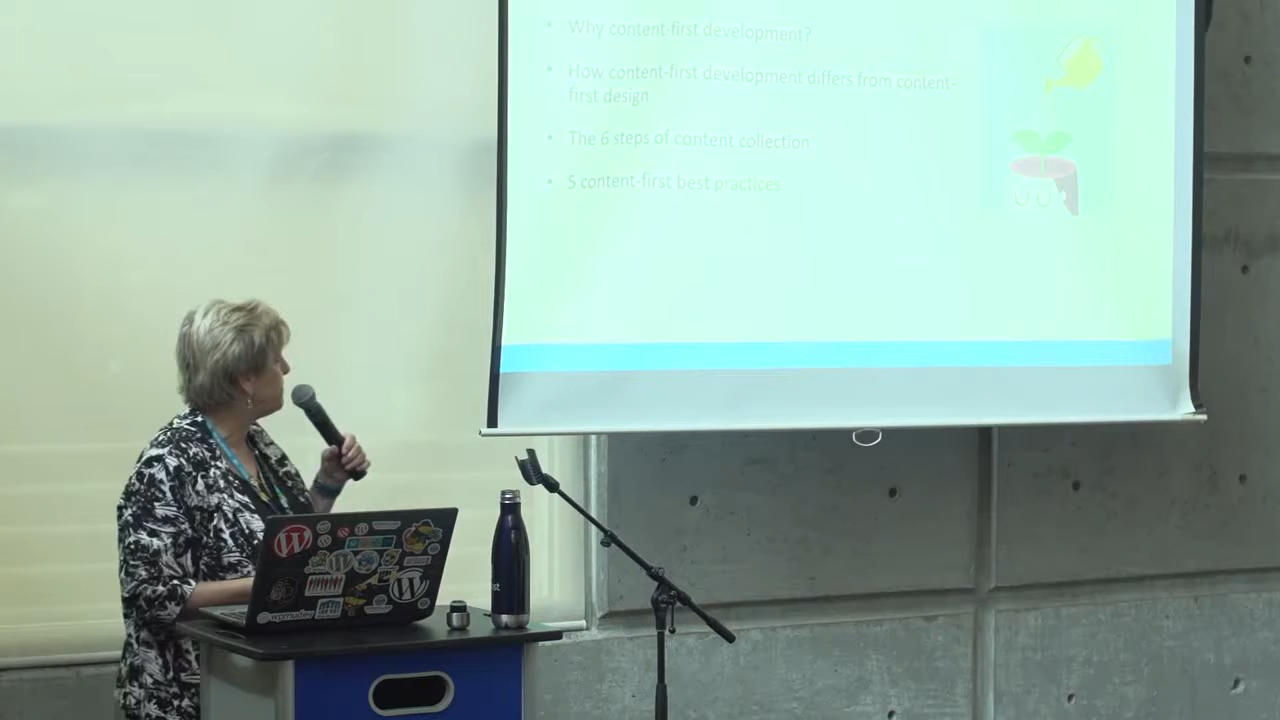 • Why content-first development?
• How content-first development differs from content-
first design
• The 6 steps of content collection
• 5 content-first best practices
wpmudev